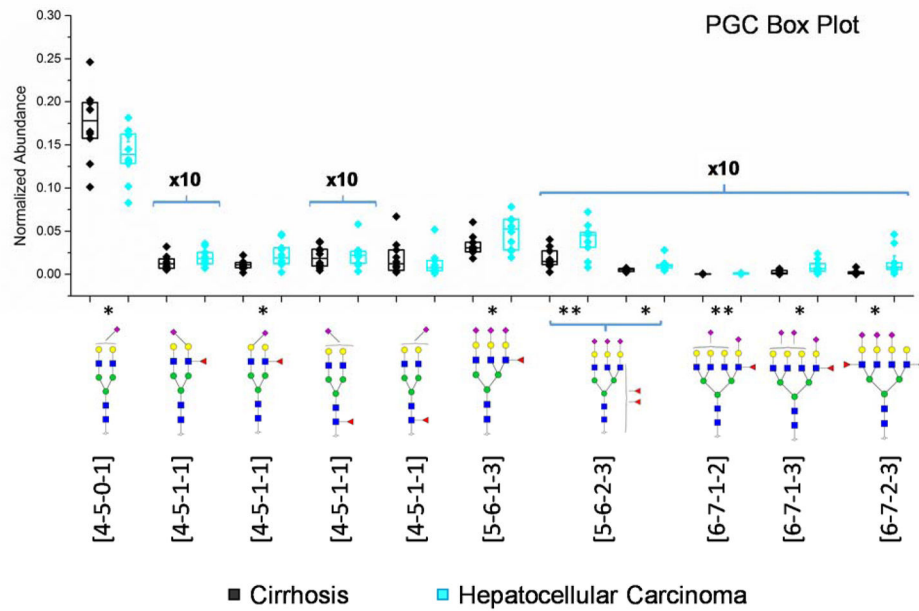 PGC Box Plot
Normalized Abundance
0.30
0.25
0.20
0.15
0.10
0.05
0.00
x10
x10
x10
* * * ** * ** * *
[4-5-0-1]
[4-5-1-1]
[4-5-1-1]
[4-5-1-1]
[4-5-1-1]
[5-6-1-3]
[5-6-2-3]
[6-7-1-2]
[6-7-1-3]
[6-7-2-3]
Cirrhosis
Hepatocellular Carcinoma